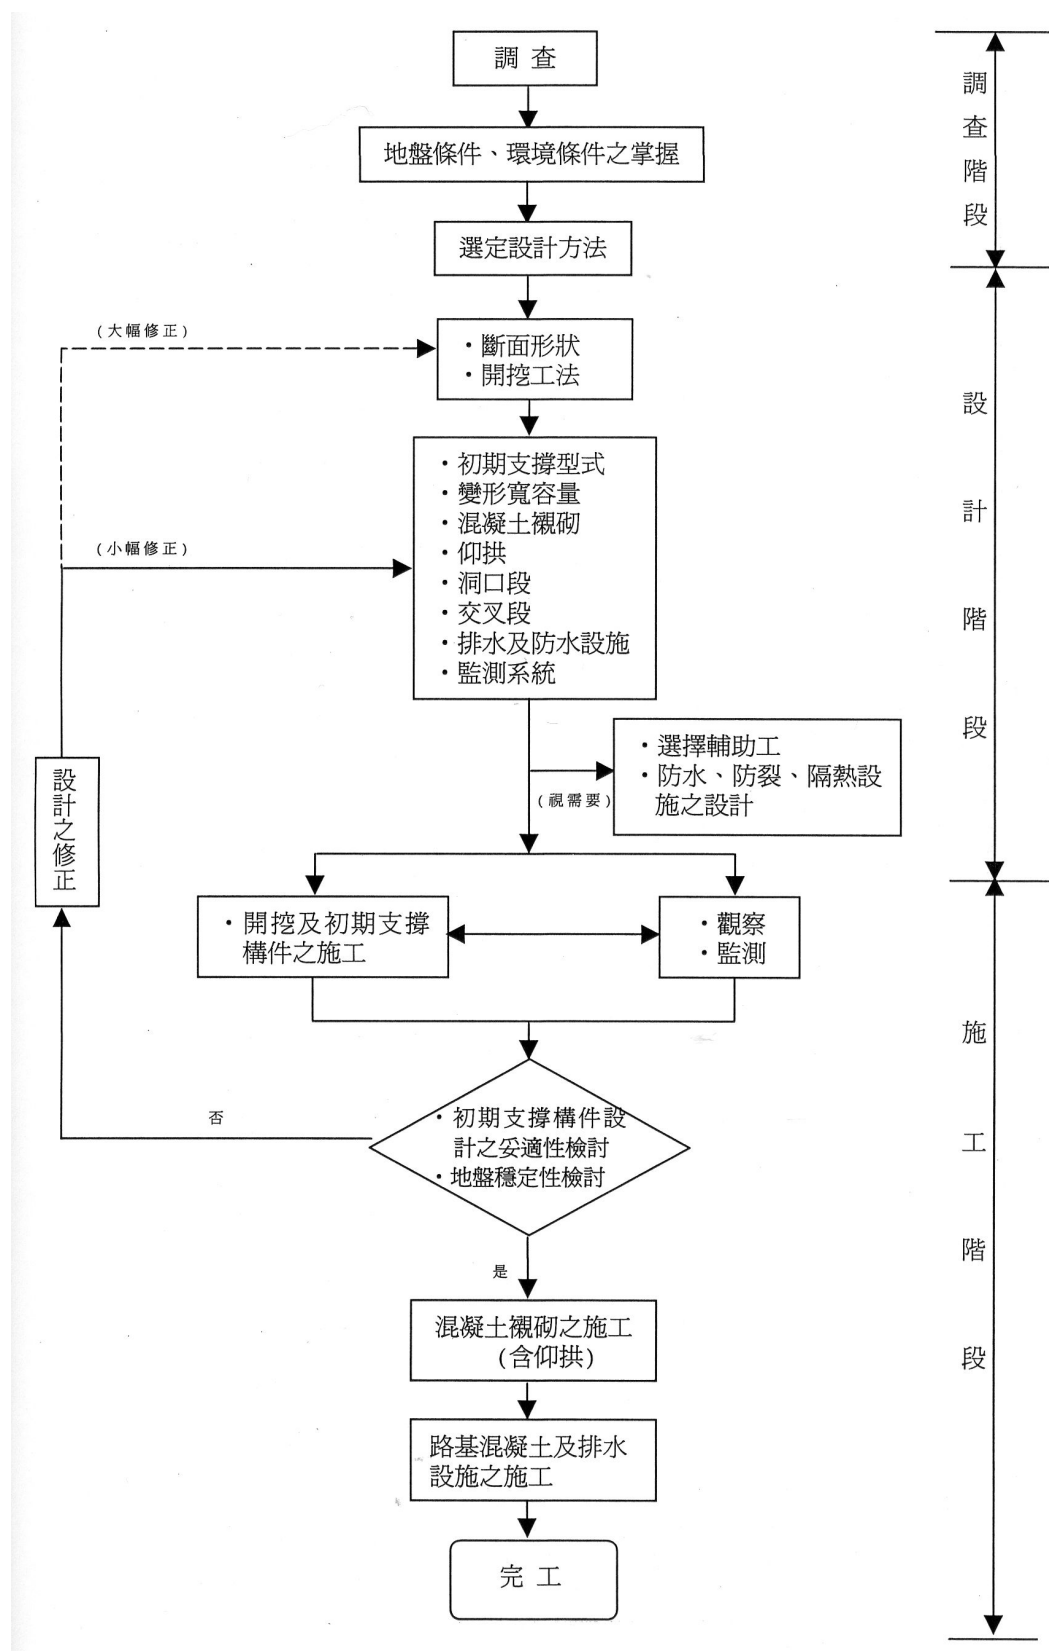 調 查
地盤條件、環境條件之掌握
選定設計方法
(大幅修正)
・斷面形狀
・開挖工法
(小幅修正)
・初期支撐型式
・變形寬容量
・混凝土襯砌
・仰拱
・洞口段
・交叉段
・排水及防水設施
・監測系統
・選擇輔助工
・防水、防裂、隔熱設
施之設計
(視需要)
設計之修正
・開挖及初期支撐
構件之施工
・觀察
・監測
・初期支撐構件設
計之妥適性檢討
・地盤穩定性檢討
否
是
混凝土襯砌之施工
(含仰拱)
路基混凝土及排水
設施之施工
完 工
調查階段
設計階段
施工階段